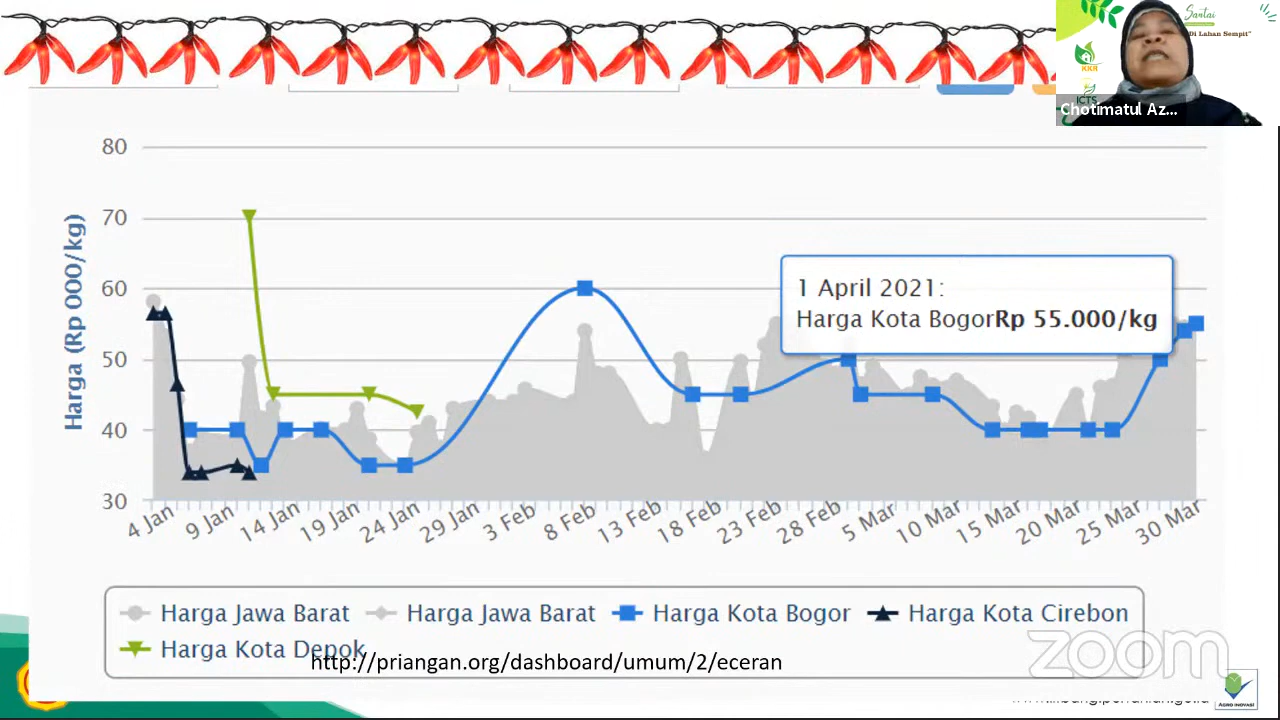 Santai
Di Lahan Sempit"
KKR
ICTS
Chotimatul Az...
80
70
60
50
40
30
Harga (Rp 000/kg)
1 April 2021:
Harga Kota BogorRp 55.000/kg
4 Jan
9 Jan
14 Jan
19 Jan
24 Jan
29 Jan
3 Feb
8 Feb
13 Feb
18 Feb
23 Feb
28 Feb
5 Mar
10 Mar
15 Mar
20 Mar
25 Mar
30 Mar
Harga Jawa Barat
Harga Jawa Barat
Harga Kota Bogor
Harga Kota Cirebon
Harga Kota Depok
http://priangan.org/dashboard/umum/2/eceran
zoom
AGRO INOVASI